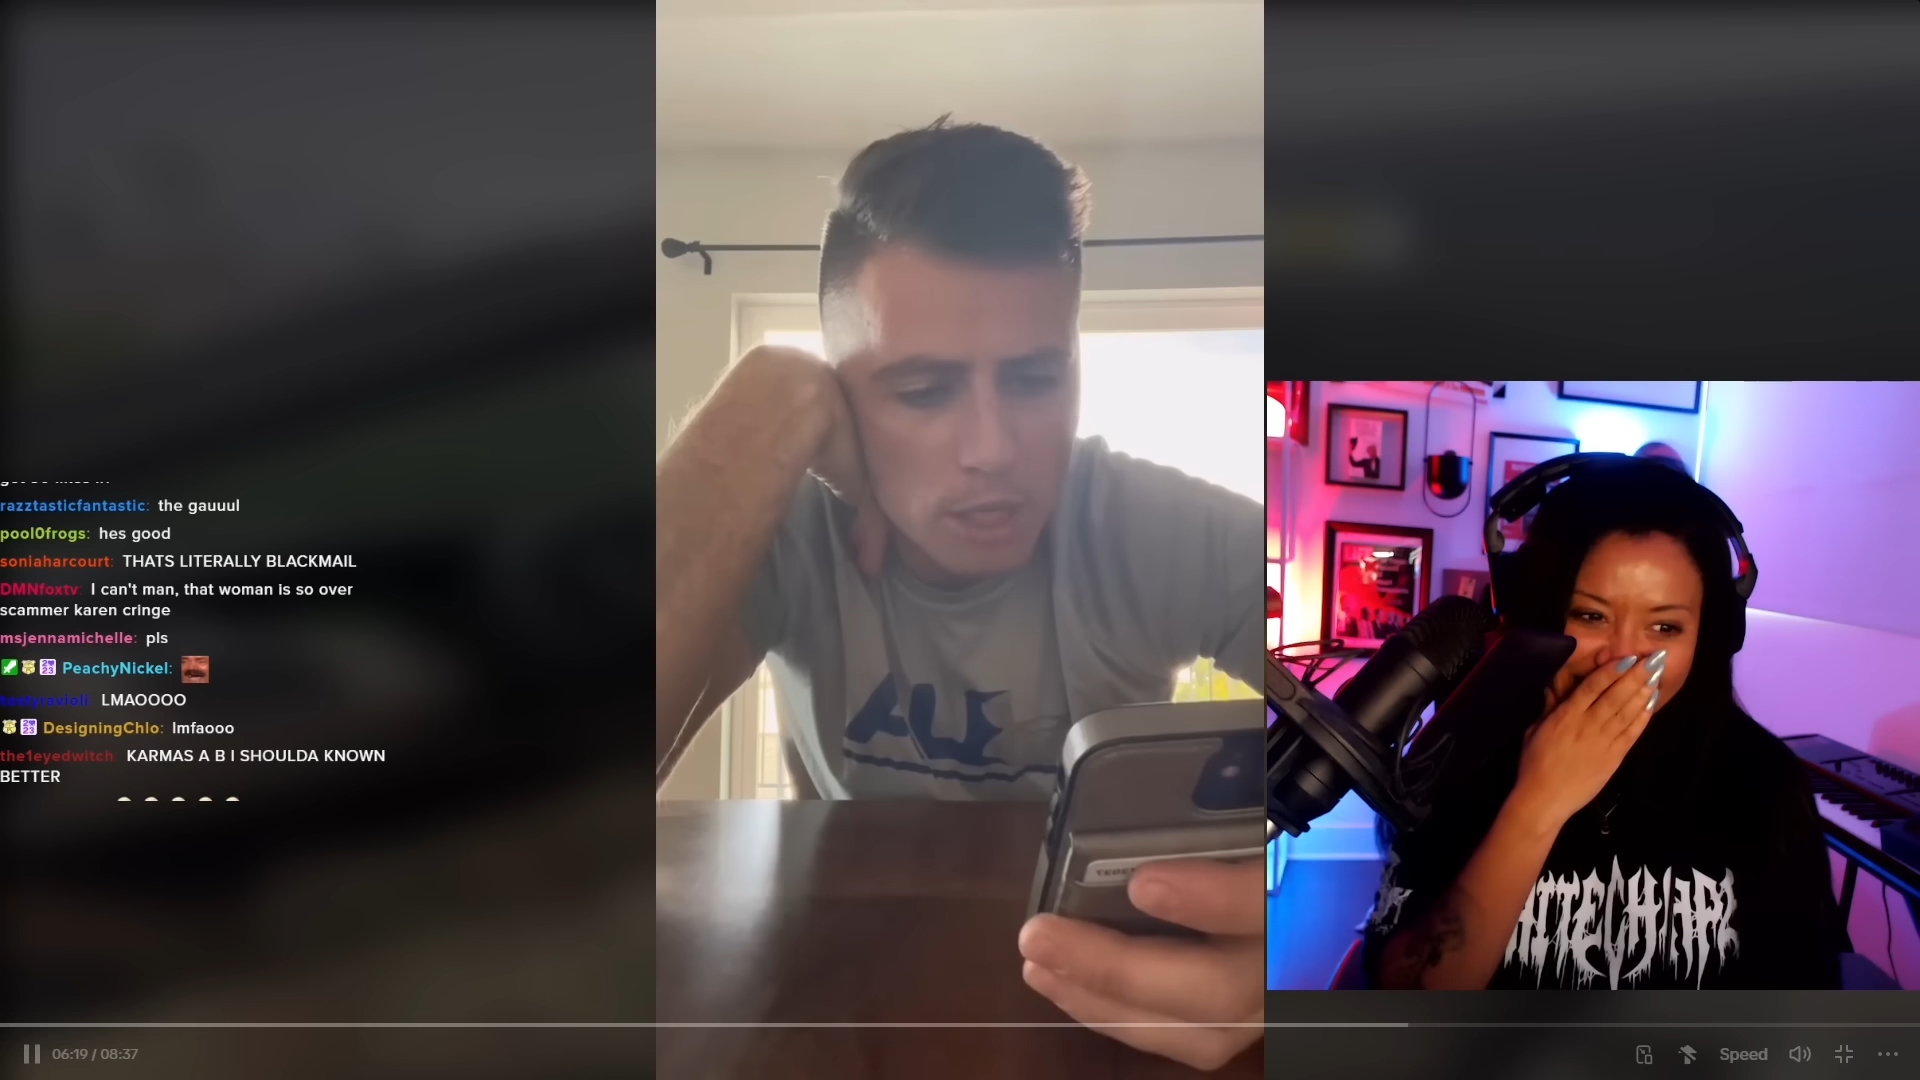 razztasticfantastic: the gauuul
pool0frogs: hes good
soniaharcourt: THATS LITERALLY BLACKMAIL
DMNfoxtv: I can't man, that woman is so over
scammer karen cringe
msjennamichelle: pls
PeachyNickel:
LMAOOOO
DesigningChlo: lmfaooo
the1eyedwitch: KARMAS A B I SHOULDA KNOWN
BETTER
06:19 / 08:37
Speed